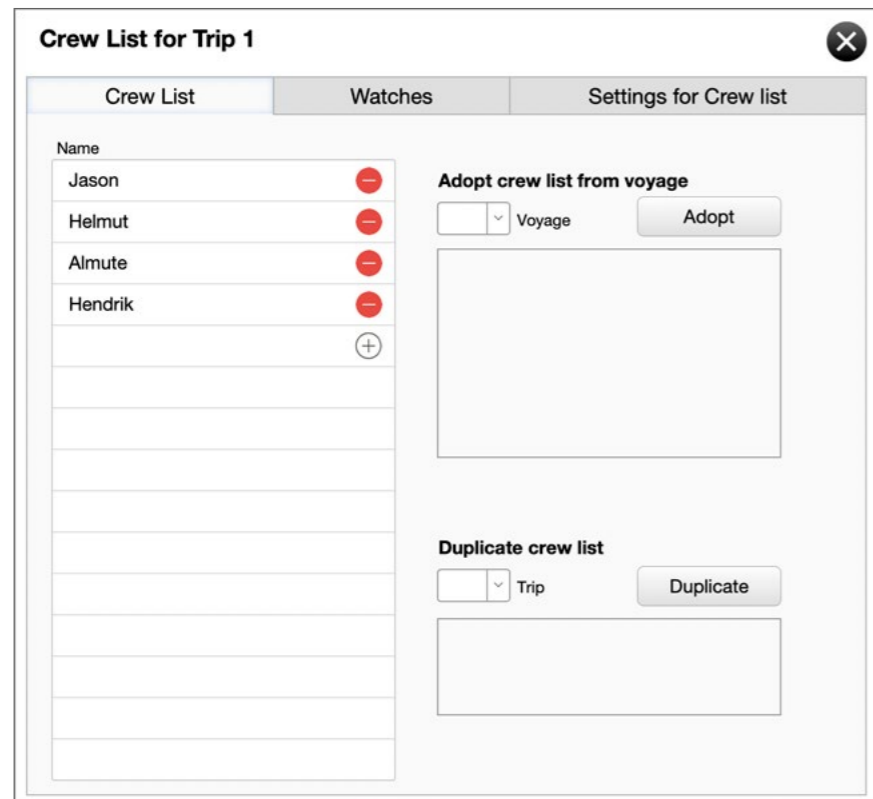 Crew List for Trip 1
Crew List Watches Settings for Crew list
Name
Jason
Helmut
Almute
Hendrik
Adopt crew list from voyage
Voyage Adopt
Duplicate crew list
Trip Duplicate